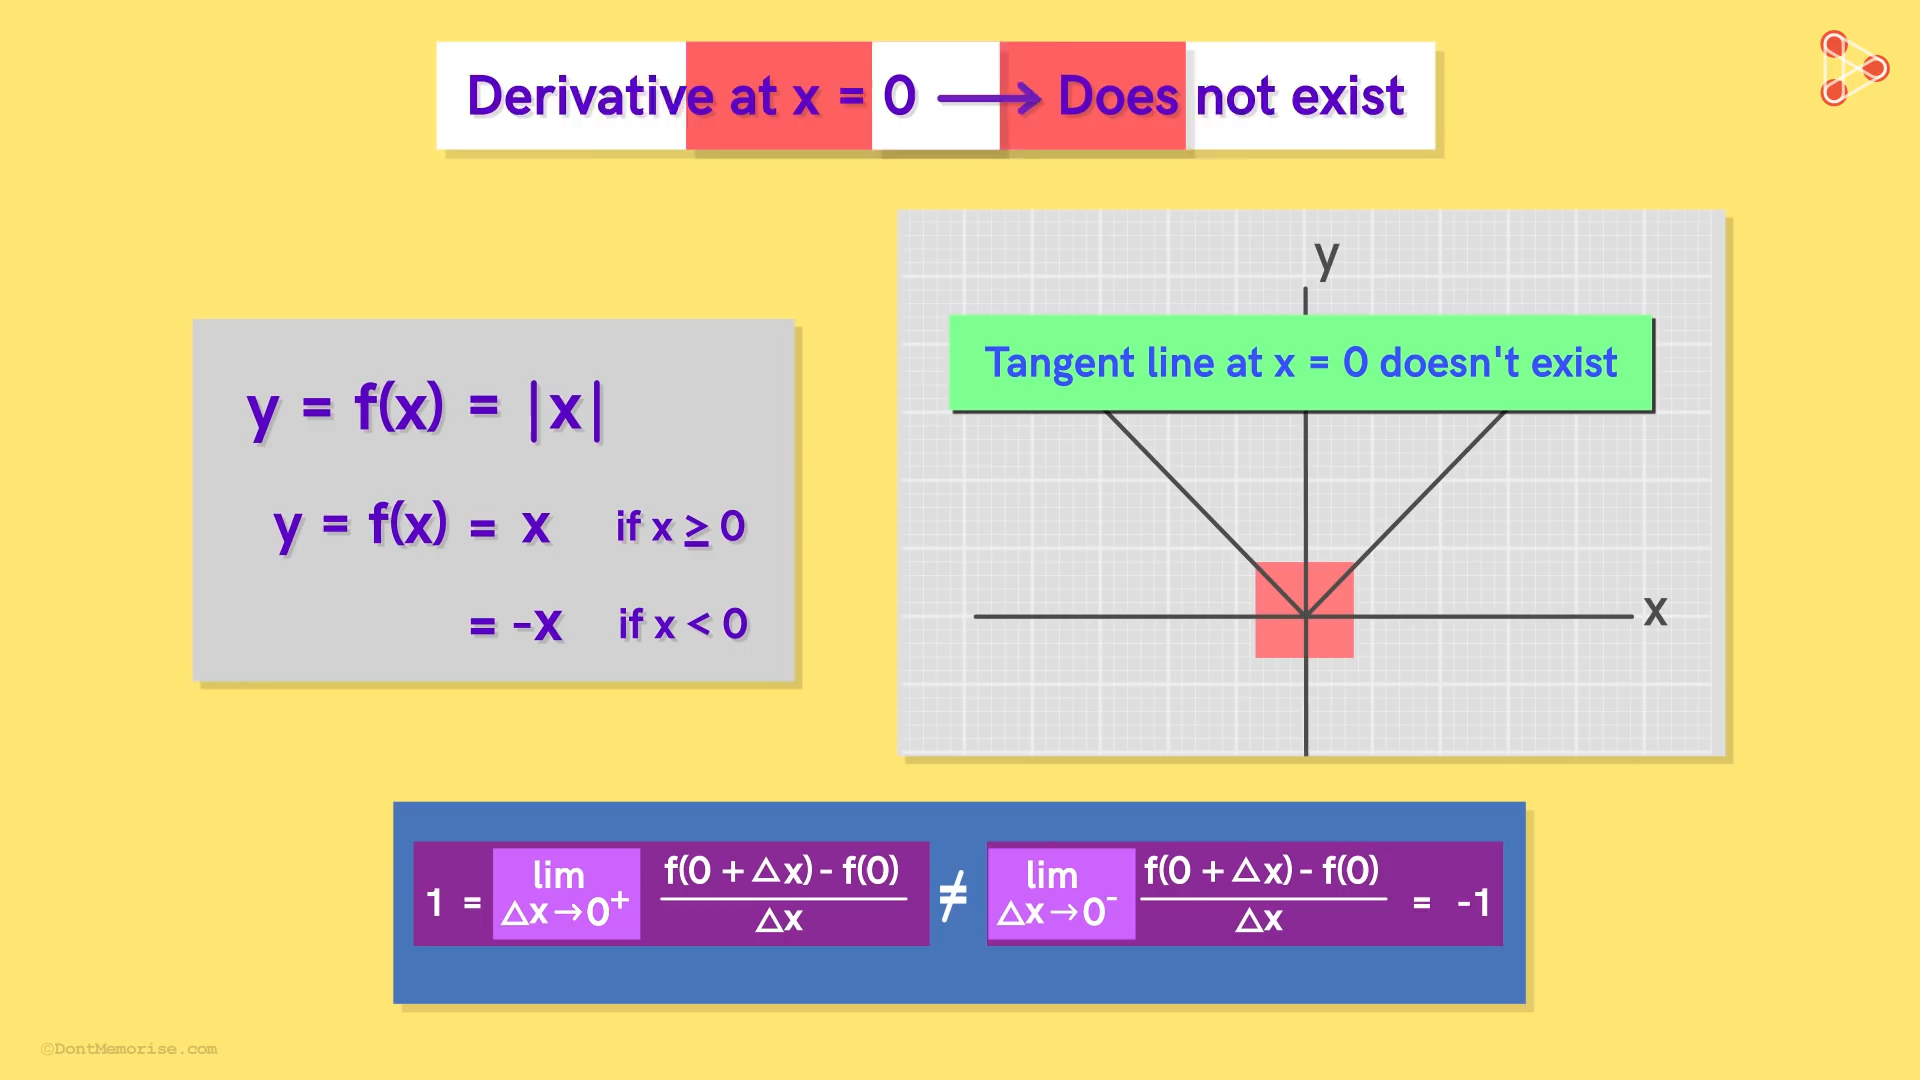 Derivative at x = 0 → Does not exist
y = f(x) = |x|
y = f(x) = x if x ≥ 0
= -x if x < 0
y
Tangent line at x = 0 doesn't exist
x
1 = lim Δx→0⁺ f(0 + Δx) - f(0) / Δx ≠ lim Δx→0⁻ f(0 + Δx) - f(0) / Δx = -1
©DontMemorise.com